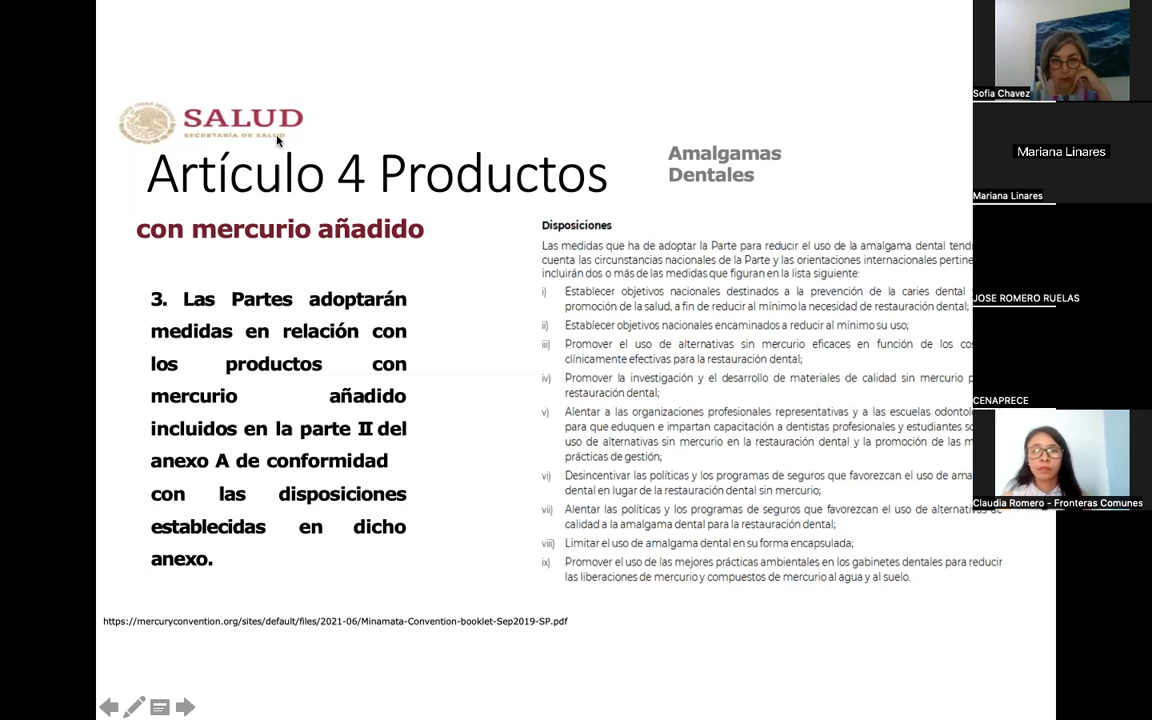 SALUD
SECRETARÍA DE SALUD
Artículo 4 Productos
con mercurio añadido
Amalgamas
Dentales
3. Las Partes adoptarán
medidas en relación con
los productos con
mercurio añadido
incluidos en la parte II del
anexo A de conformidad
con las disposiciones
establecidas en dicho
anexo.
Disposiciones
Las medidas que ha de adoptar la Parte para reducir el uso de la amalgama dental
cuenta las circunstancias nacionales de la Parte y las orientaciones internacionales
incluirán dos o más de las medidas que figuran en la lista siguiente:
i) Establecer objetivos nacionales destinados a la prevención de la caries dental
promoción de la salud, a fin de reducir al mínimo la necesidad de restauración dental;
ii) Establecer objetivos nacionales encaminados a reducir al mínimo su uso;
iii) Promover el uso de alternativas sin mercurio eficaces en función de los
clínicamente efectivas para la restauración dental;
iv) Promover la investigación y el desarrollo de materiales de calidad sin mercurio
restauración dental;
v) Alentar a las organizaciones profesionales representativas y a las escuelas
para que eduquen e impartan capacitación a dentistas profesionales y estudiantes
uso de alternativas sin mercurio en la restauración dental y la promoción de las
prácticas de gestión;
vi) Desincentivar las políticas y los programas de seguros que favorezcan el uso de
dental en lugar de la restauración dental sin mercurio;
vii) Alentar las políticas y los programas de seguros que favorezcan el uso de
calidad a la amalgama dental para la restauración dental;
viii) Limitar el uso de amalgama dental en su forma encapsulada;
ix) Promover el uso de las mejores prácticas ambientales en los gabinetes dentales para reducir
las liberaciones de mercurio y compuestos de mercurio al agua y al suelo.
https://mercuryconvention.org/sites/default/files/2021-06/Minamata-Convention-booklet-Sep2019-SP.pdf
Sofia Chavez
Mariana Linares
Mariana Linares
JOSE ROMERO RUELAS
CENAPRECE
Claudia Romero - Fronteras Comunes